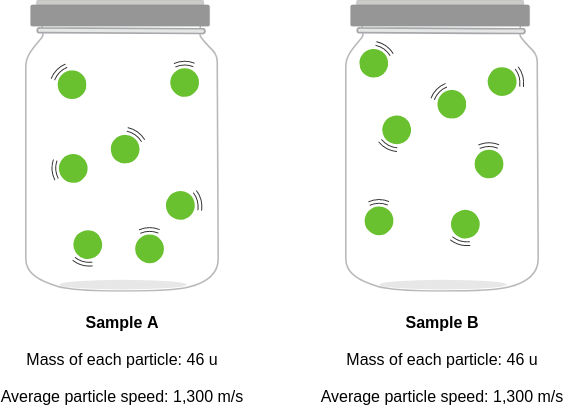 Sample A
Mass of each particle: 46 u
Average particle speed: 1,300 m/s
Sample B
Mass of each particle: 46 u
Average particle speed: 1,300 m/s